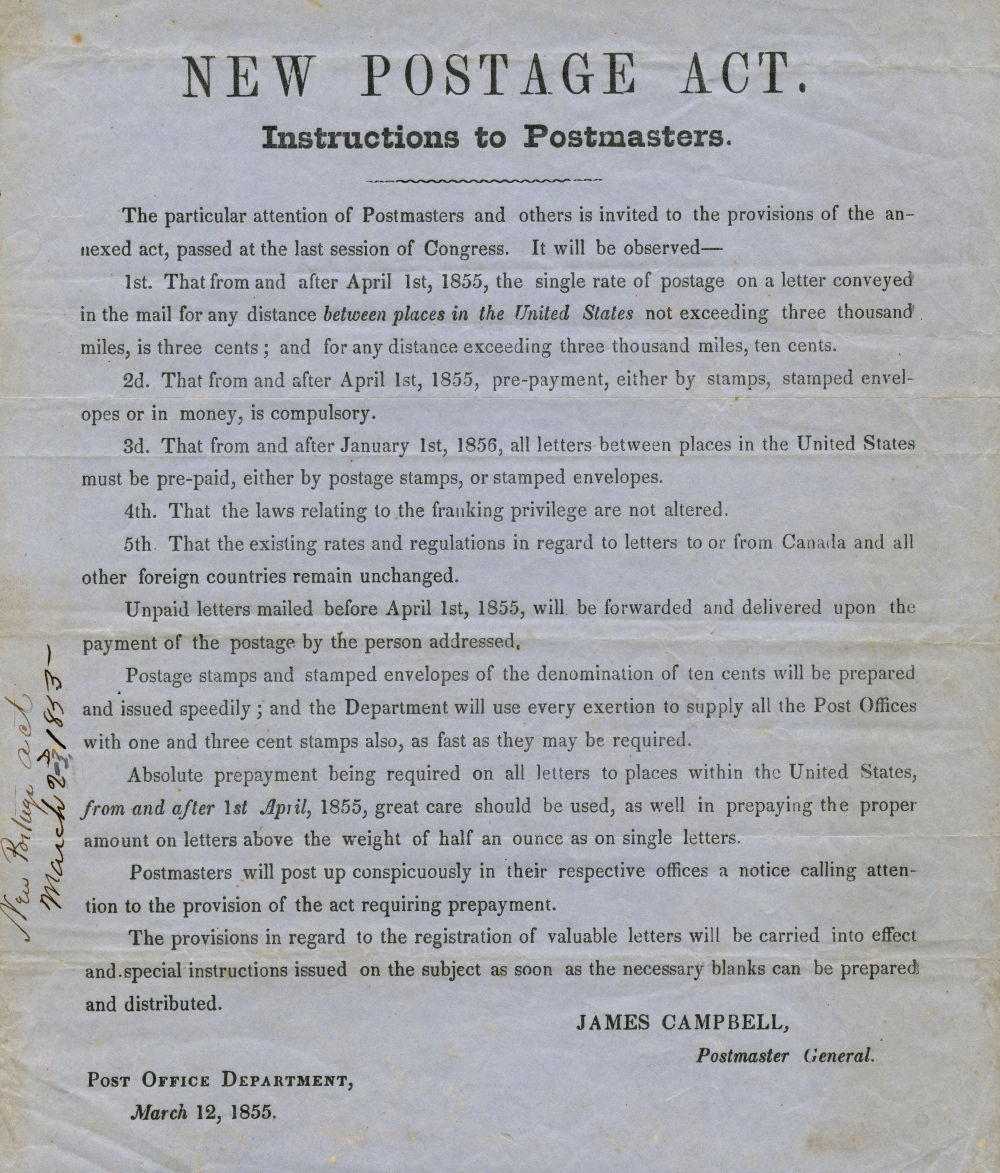 NEW POSTAGE ACT.
Instructions to Postmasters.
The particular attention of Postmasters and others is invited to the provisions of the an-
nexed act, passed at the last session of Congress. It will be observed—
1st. That from and after April 1st, 1855, the single rate of postage on a letter conveyed
in the mail for any distance between places in the United States not exceeding three thousand
miles, is three cents; and for any distance exceeding three thousand miles, ten cents.
2d. That from and after April 1st, 1855, pre-payment, either by stamps, stamped envel-
opes or in money, is compulsory.
3d. That from and after January 1st, 1856, all letters between places in the United States
must be pre-paid, either by postage stamps, or stamped envelopes.
4th. That the laws relating to the franking privilege are not altered.
5th. That the existing rates and regulations in regard to letters to or from Canada and all
other foreign countries remain unchanged.
Unpaid letters mailed before April 1st, 1855, will be forwarded and delivered upon the
payment of the postage by the person addressed.
Postage stamps and stamped envelopes of the denomination of ten cents will be prepared
and issued speedily; and the Department will use every exertion to supply all the Post Offices
with one and three cent stamps also, as fast as they may be required.
Absolute prepayment being required on all letters to places within the United States,
from and after 1st April, 1855, great care should be used, as well in prepaying the proper
amount on letters above the weight of half an ounce as on single letters.
Postmasters will post up conspicuously in their respective offices a notice calling atten-
tion to the provision of the act requiring prepayment.
The provisions in regard to the registration of valuable letters will be carried into effect
and special instructions issued on the subject as soon as the necessary blanks can be prepared
and distributed.
JAMES CAMPBELL,
Postmaster General.
POST OFFICE DEPARTMENT,
March 12, 1855.
New Postage act
March 1855—